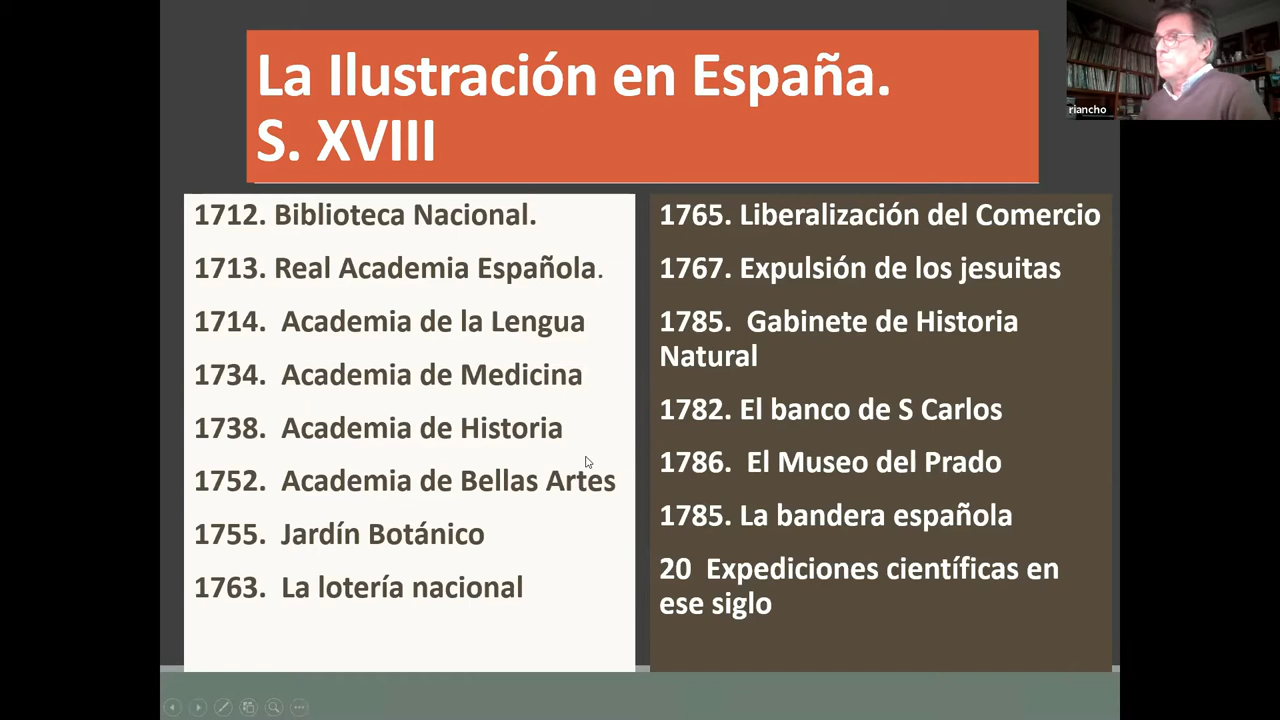 La Ilustración en España.
S. XVIII
1712. Biblioteca Nacional.
1713. Real Academia Española.
1714.  Academia de la Lengua
1734.  Academia de Medicina
1738.  Academia de Historia
1752.  Academia de Bellas Artes
1755.  Jardín Botánico
1763.  La lotería nacional
1765. Liberalización del Comercio
1767. Expulsión de los jesuitas
1785.  Gabinete de Historia
Natural
1782. El banco de S Carlos
1786.  El Museo del Prado
1785. La bandera española
20  Expediciones científicas en
ese siglo
riancho